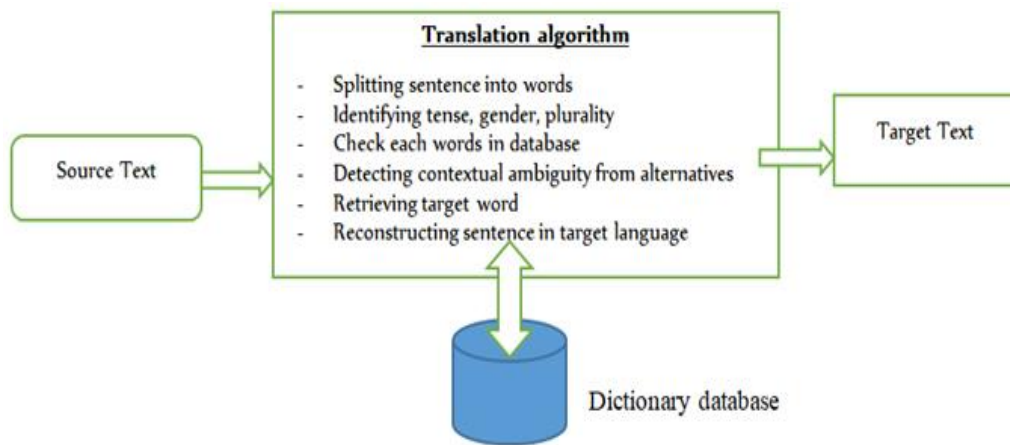 Source Text
Translation algorithm
- Splitting sentence into words
- Identifying tense, gender, plurality
- Check each words in database
- Detecting contextual ambiguity from alternatives
- Retrieving target word
- Reconstructing sentence in target language
Target Text
Dictionary database